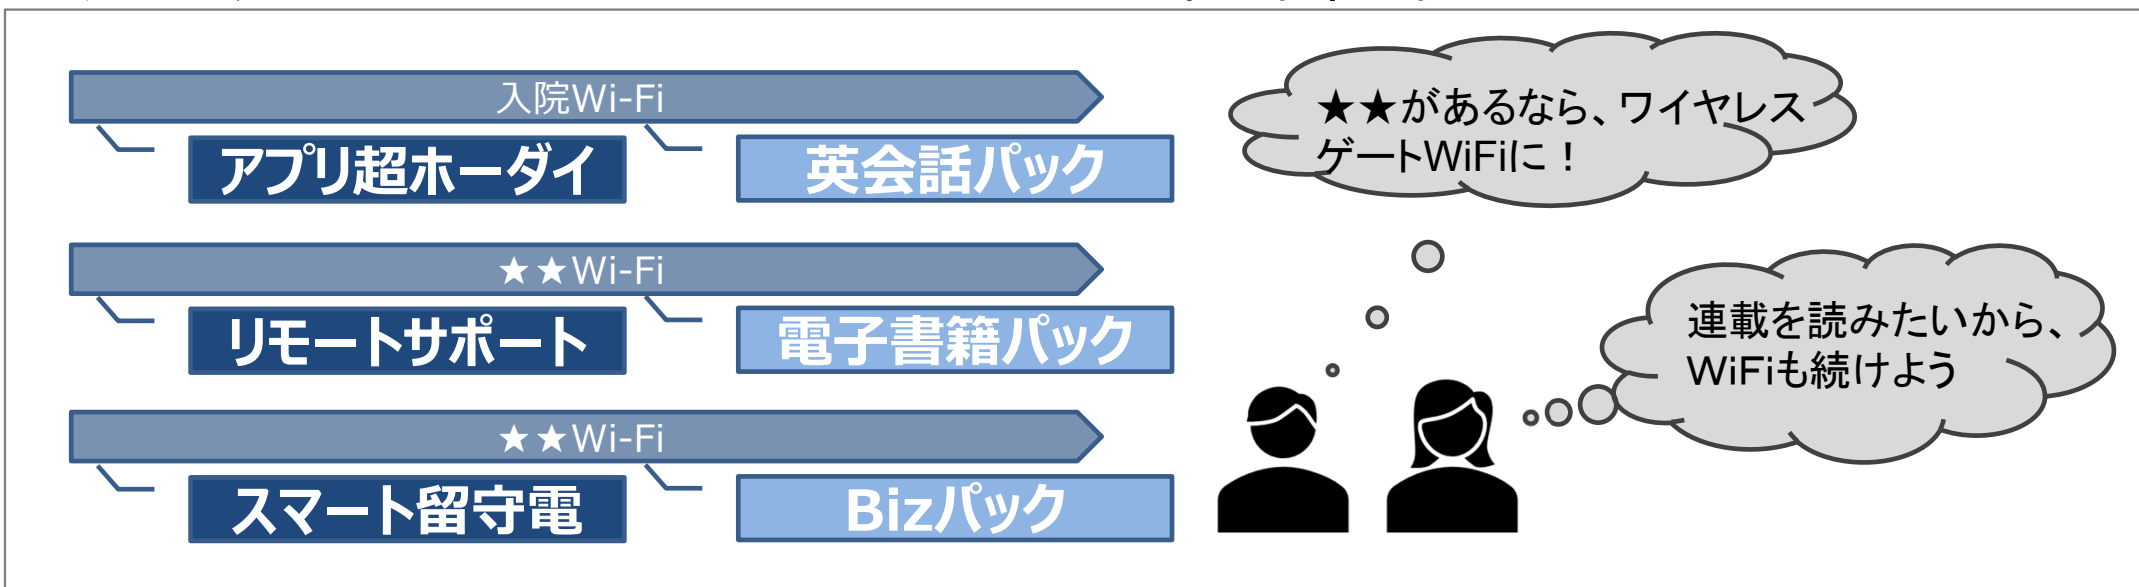 入院Wi-Fi
アプリ超ホーダイ
英会話パック
★★Wi-Fi
リモートサポート
電子書籍パック
★★Wi-Fi
スマート留守電
Bizパック
★★があるなら、ワイヤレス
ゲートWiFiに！
連載を読みたいから、
WiFiも続けよう